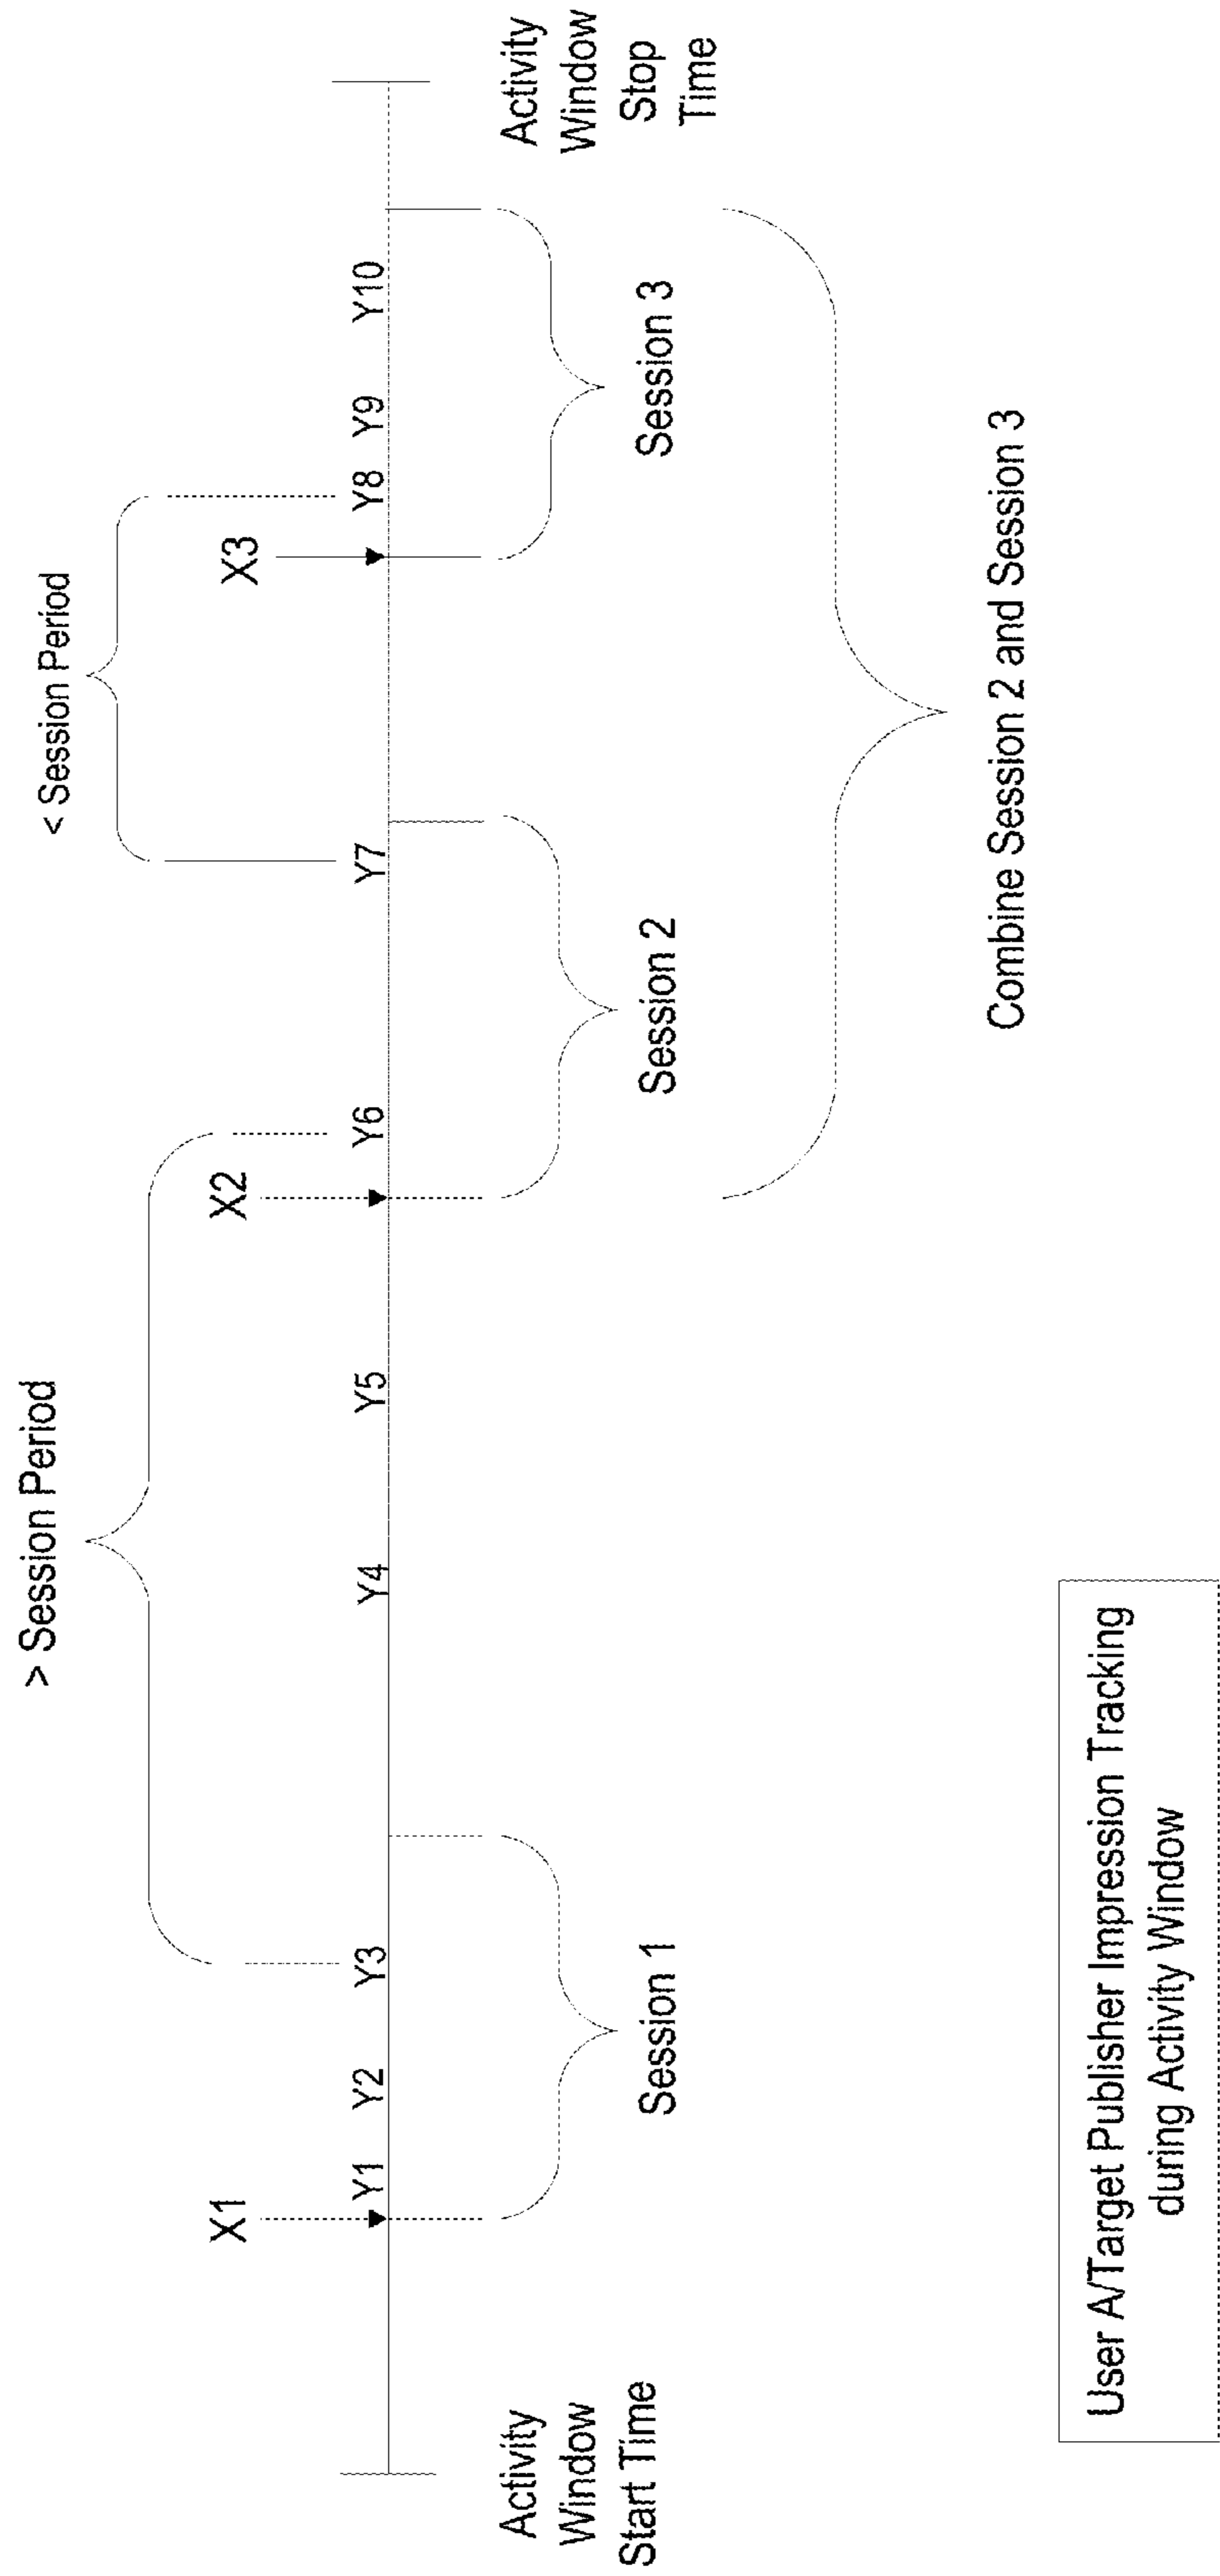 > Session Period
< Session Period
X1
X2
X3
Y1
Y2
Y3
Y4
Y5
Y6
Y7
Y8
Y9
Y10
Activity
Window
Start Time
Session 1
Session 2
Session 3
Activity
Window
Stop
Time
Combine Session 2 and Session 3
User A/Target Publisher Impression Tracking
during Activity Window